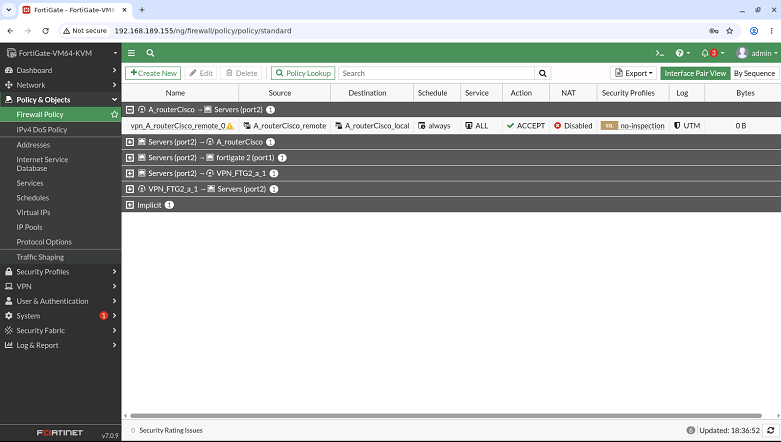 FortiGate - FortiGate-VM6
Not secure 192.168.189.155/ng/firewall/policy/policy/standard
FortiGate-VM64-KVM
3 admin
Dashboard
Network
Policy & Objects
Firewall Policy
IPv4 DoS Policy
Addresses
Internet Service
Database
Services
Schedules
Virtual IPs
IP Pools
Protocol Options
Traffic Shaping
Security Profiles
VPN
User & Authentication
System 1
Security Fabric
Log & Report
FORTINET v7.0.9
Create New Edit Delete Policy Lookup Search Export Interface Pair View By Sequence
Name Source Destination Schedule Service Action NAT Security Profiles Log Bytes
A_routerCisco → Servers (port2) 1
vpn_A_routerCisco_remote_0 A_routerCisco_remote A_routerCisco_local always ALL ACCEPT Disabled SSL no-inspection UTM 0 B
Servers (port2) → A_routerCisco 1
Servers (port2) → fortigate 2 (port1) 1
Servers (port2) → VPN_FTG2_a_1 1
VPN_FTG2_a_1 → Servers (port2) 1
Implicit 1
0 Security Rating Issues
6 Updated: 18:36:52